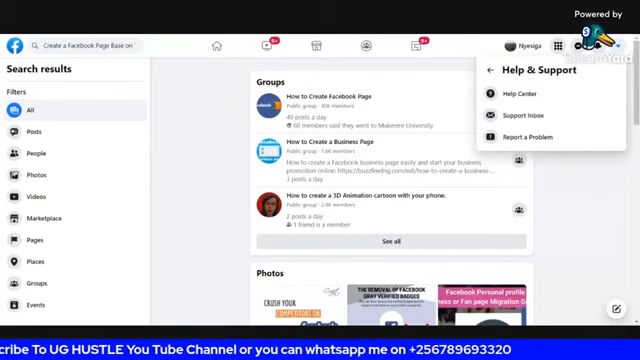 Powered by
StreamYard
Create a Facebook Page Base on
9+
9+
Nyesiga
Search results
Filters
All
Posts
People
Photos
Videos
Marketplace
Pages
Places
Groups
Events
Groups
How to Create Facebook Page
Public group · 30K members
40 posts a day
60 members said they went to Makerere University
How to Create a Business Page
Public group · 1.6K members
How to create a Facebook business page easily and start your business
promotion online: https://buzzfeedng.com/ed/how-to-create-a-business-...
3 posts a day
How to create a 3D Animation cartoon with your phone.
Public group · 2.4K members
2 posts a day
1 friend is a member
See all
Photos
CRUSH YOUR
COMPETITORS
ON
THE REMOVAL OF FACEBOOK
GRAY VERIFIED BADGES
Facebook Personal profile
ness or Fan page Migration
Help & Support
Help Center
Support Inbox
Report a Problem
scribe To UG HUSTLE You Tube Channel or you can whatsapp me on +256789693320